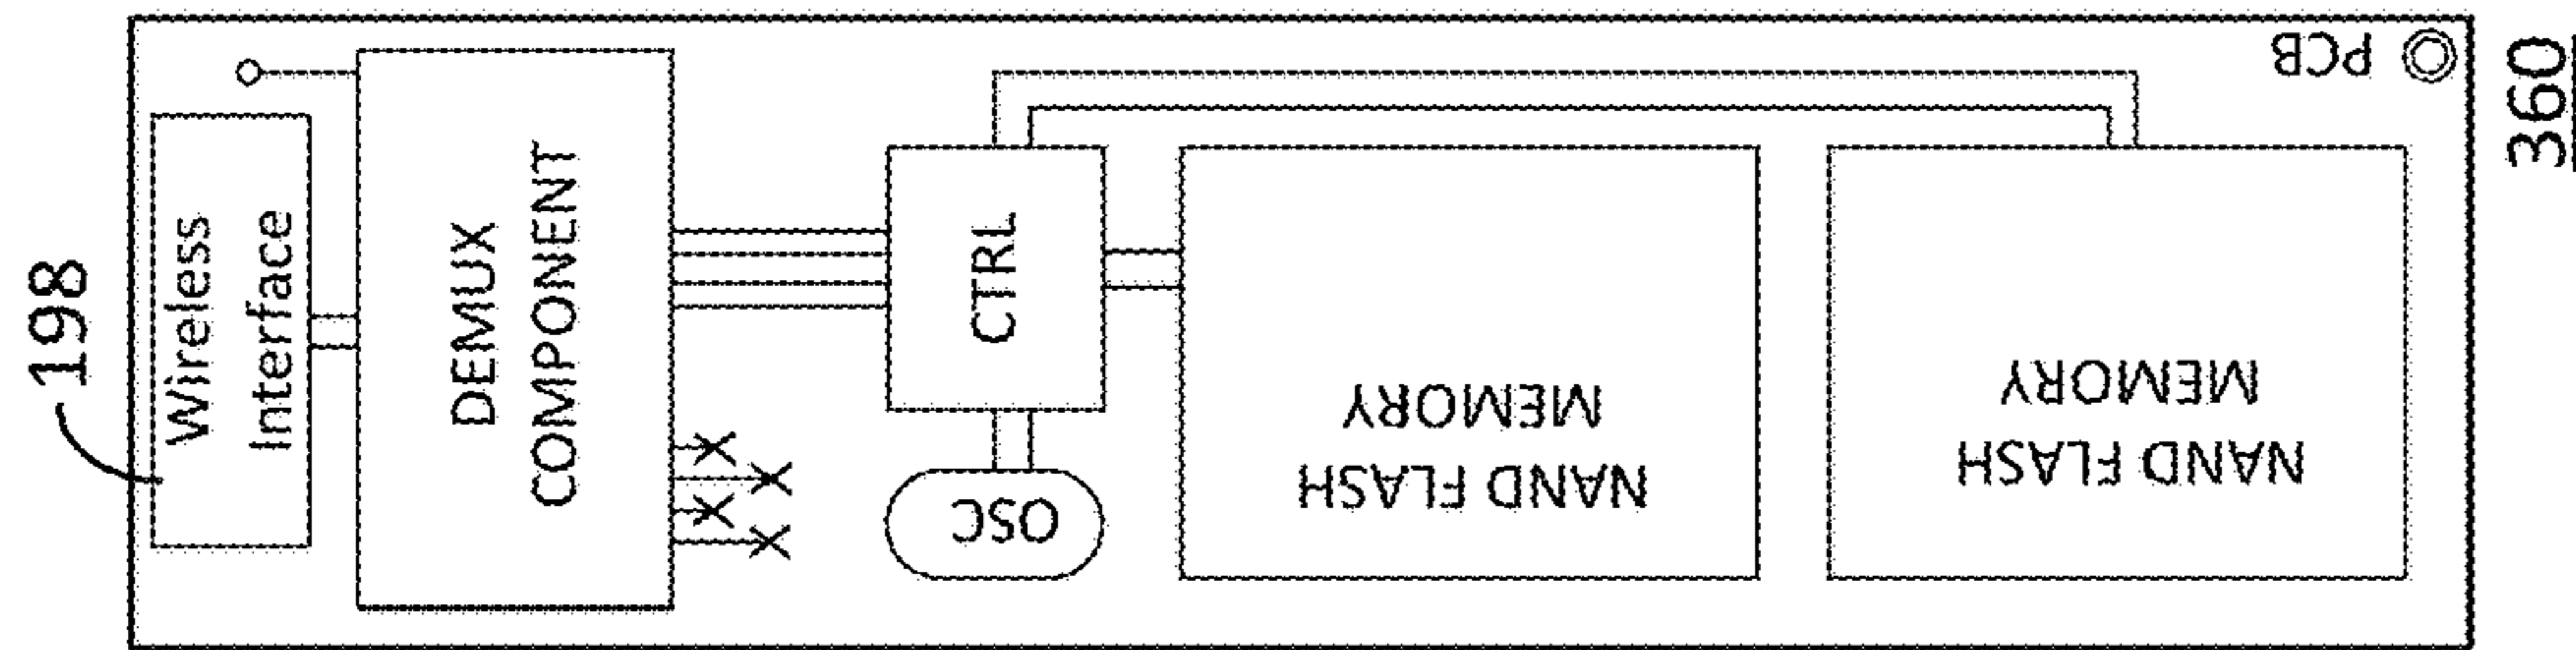 198
Wireless
Interface
DEMUX
COMPONENT
CTRL
OSC
NAND FLASH
MEMORY
NAND FLASH
MEMORY
PCB
360